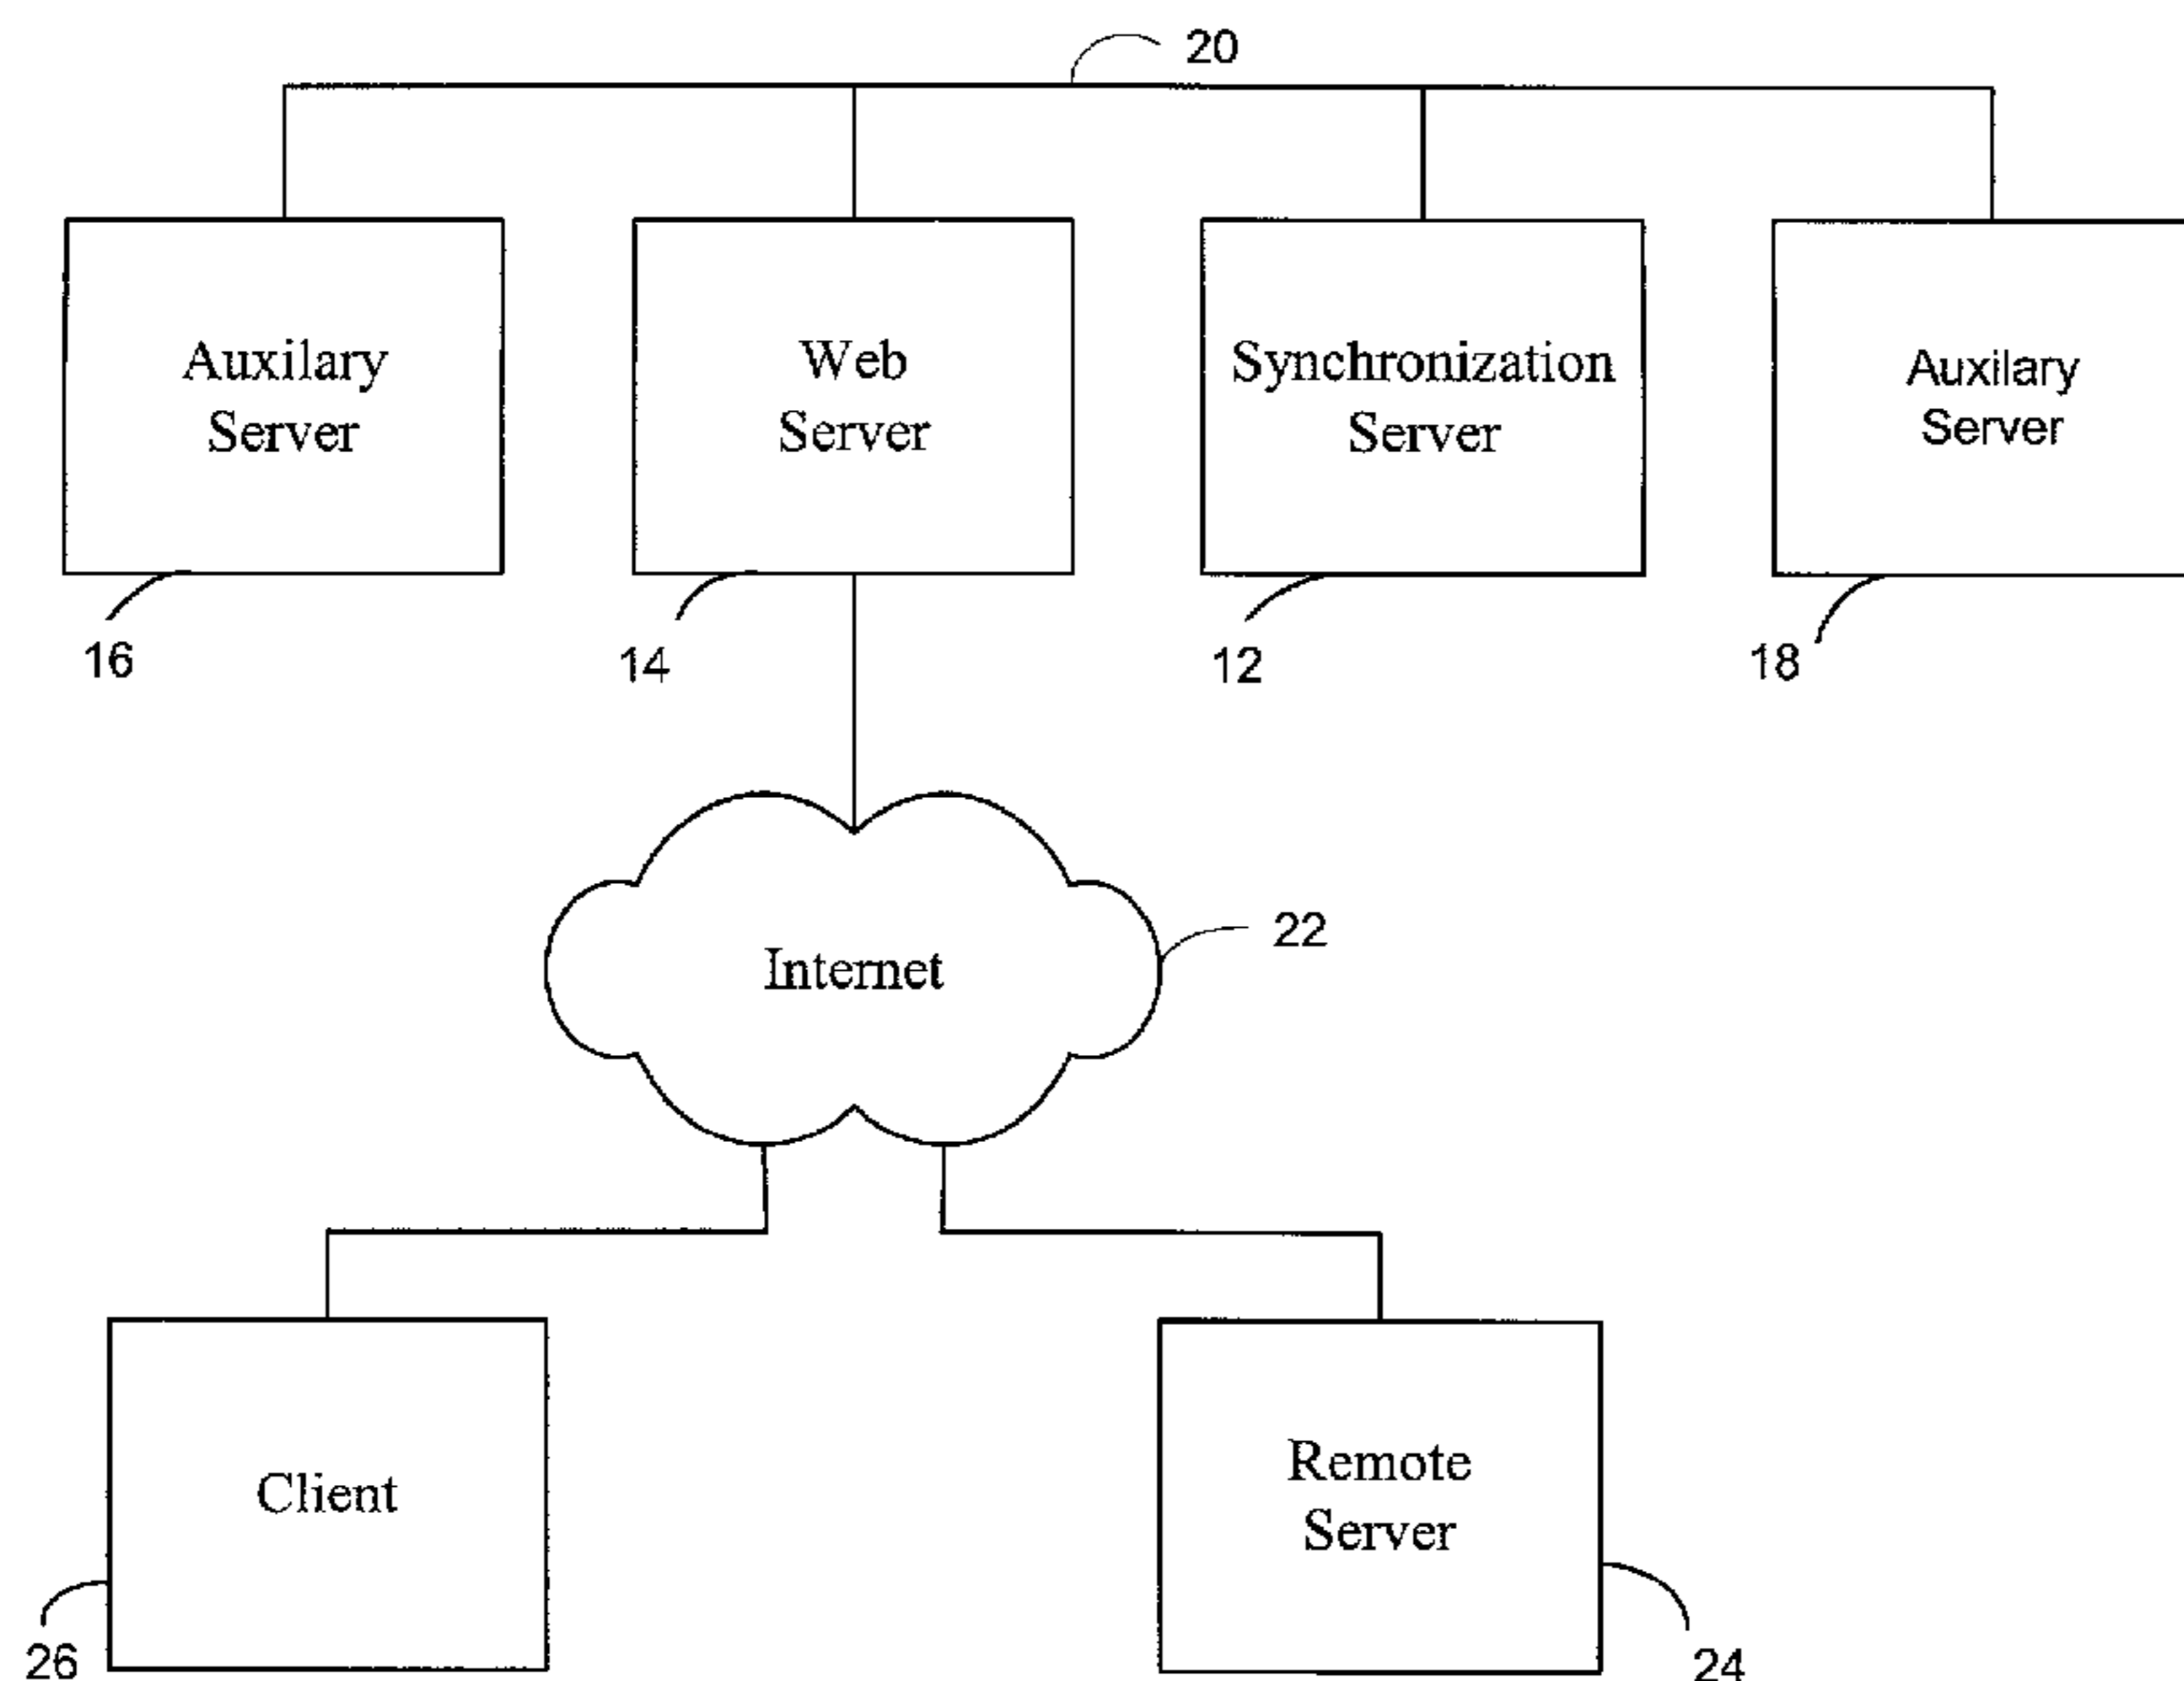 20
Auxilary
Server
Web
Server
Synchronization
Server
Auxilary
Server
16
14
12
18
Internet
22
Client
Remote
Server
26
24